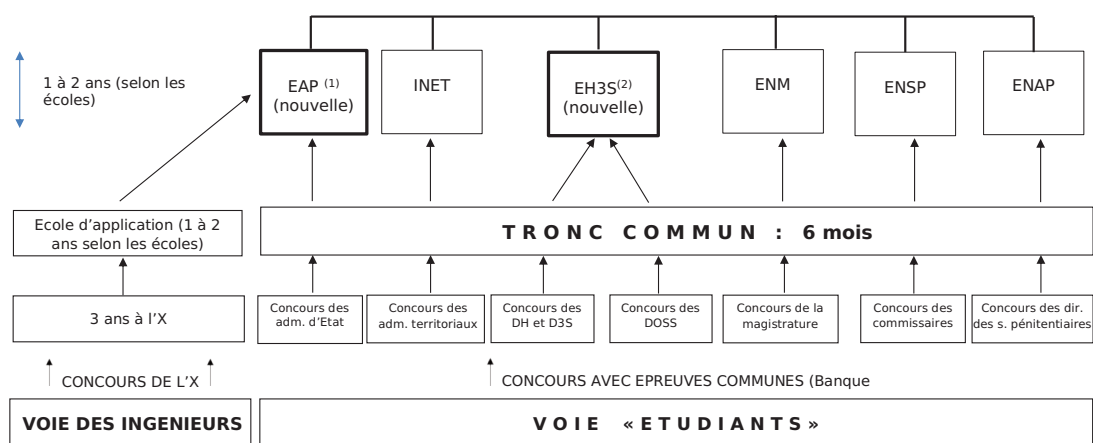 1 à 2 ans (selon les
écoles)
EAP (1)
(nouvelle)
INET
EH3S(2)
(nouvelle)
ENM
ENSP
ENAP
Ecole d’application (1 à 2
ans selon les écoles)
TRONC COMMUN : 6 mois
3 ans à l’X
Concours des
adm. d’Etat
Concours des
adm. territoriaux
Concours des
DH et D3S
Concours des
DOSS
Concours de la
magistrature
Concours des
commissaires
Concours des dir.
des s. pénitentiaires
CONCOURS DE L’X
CONCOURS AVEC EPREUVES COMMUNES (Banque
VOIE DES INGENIEURS
VOIE «ETUDIANTS»